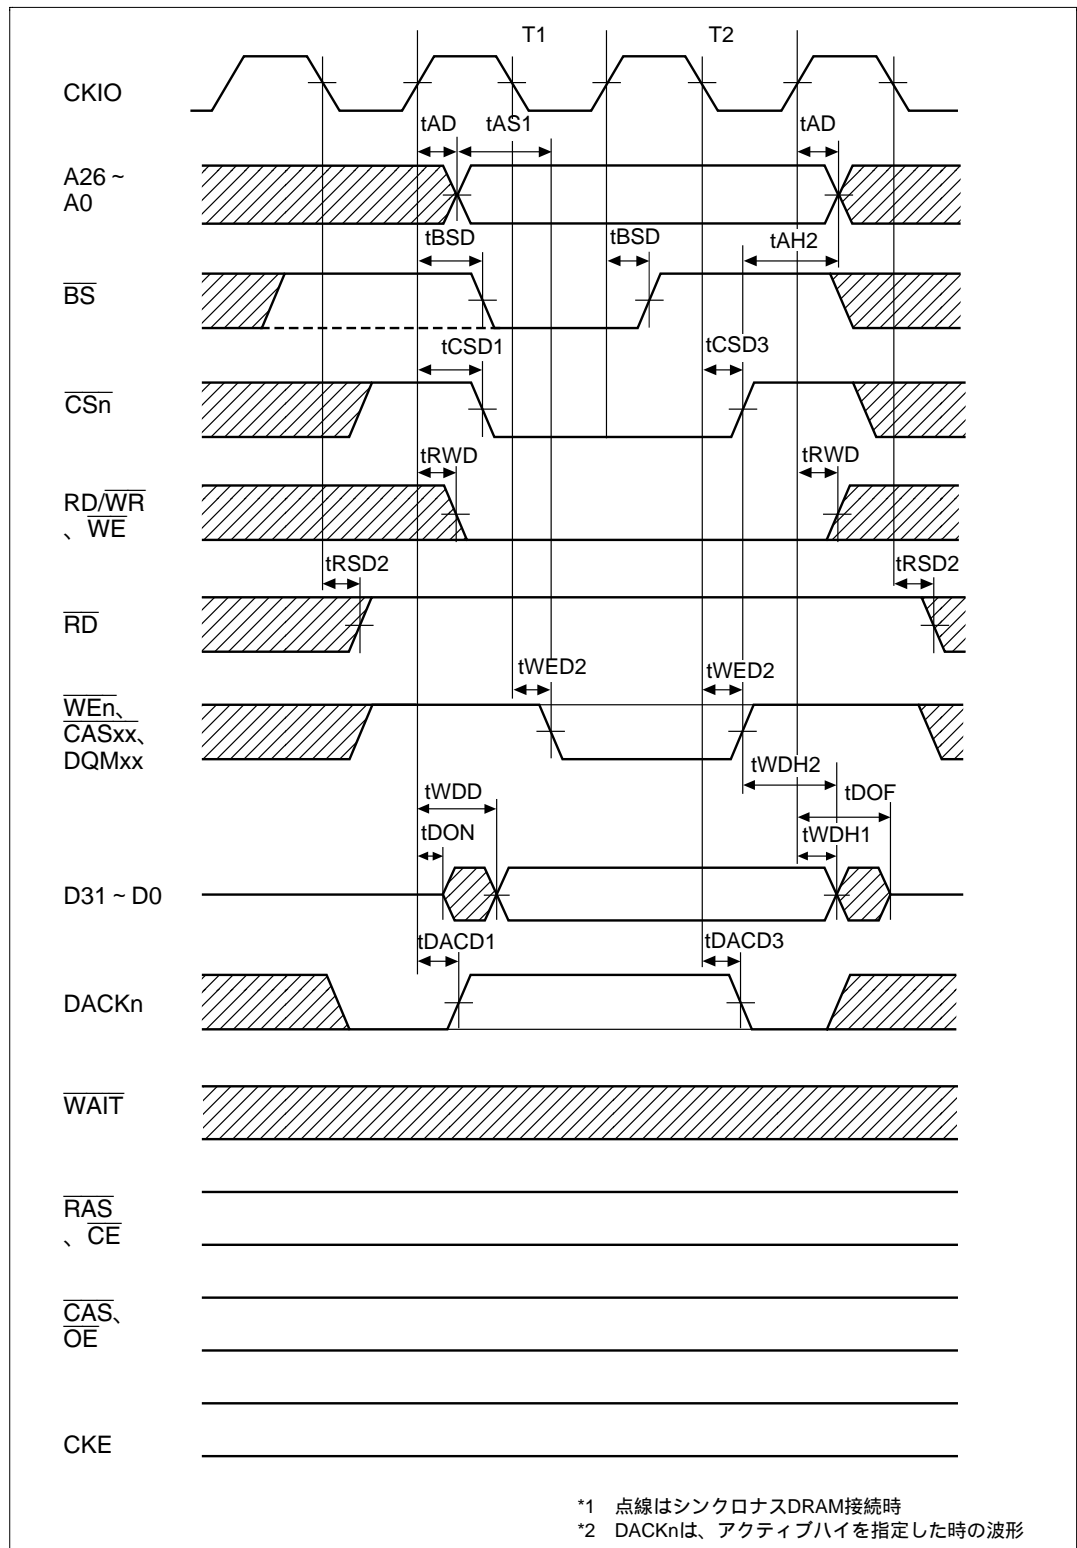 T1 T2
CKIO
tAD tAS1 tAD
A26 ~
A0
tBSD tBSD tAH2
BS
tCSD1 tCSD3
CSn
tRWD tRWD
RD/WR
、WE
tRSD2 tRSD2
RD
tWED2 tWED2
WEn、
CASxx、
DQMxx
tWDH2
tWDD tDOF
tDON tWDH1
D31 ~ D0
tDACD1 tDACD3
DACKn
WAIT
RAS
、CE
CAS、
OE
CKE
*1 点線はシンクロナスDRAM接続時
*2 DACKnは、アクティブハイを指定した時の波形